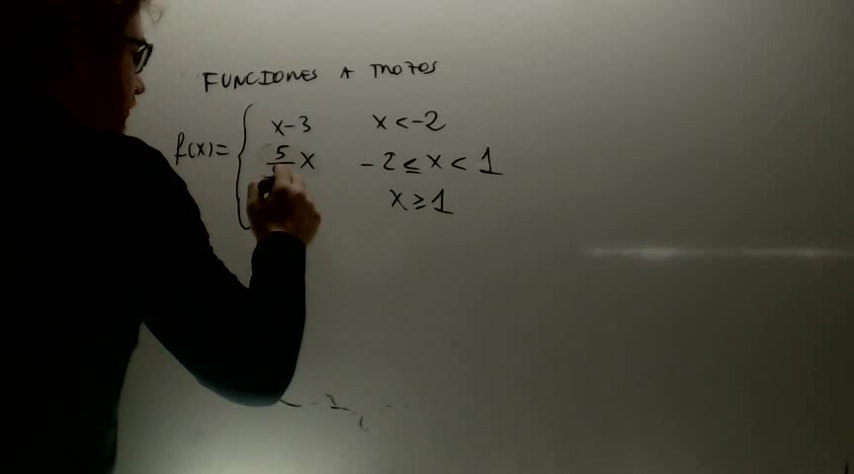 FUNCIONES A TROZOS
x-3 x < -2
f(x)= { 5 x -2 ≤ x < 1
x ≥ 1